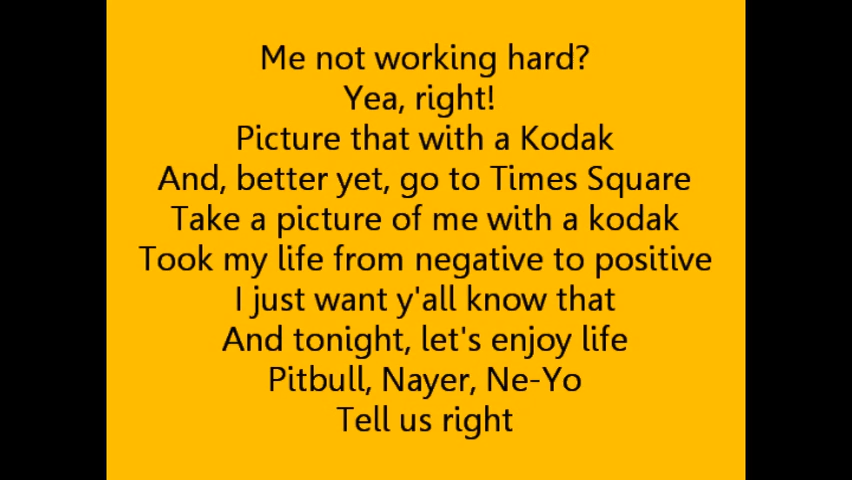 Me not working hard?
Yea, right!
Picture that with a Kodak
And, better yet, go to Times Square
Take a picture of me with a kodak
Took my life from negative to positive
I just want y'all know that
And tonight, let's enjoy life
Pitbull, Nayer, Ne-Yo
Tell us right